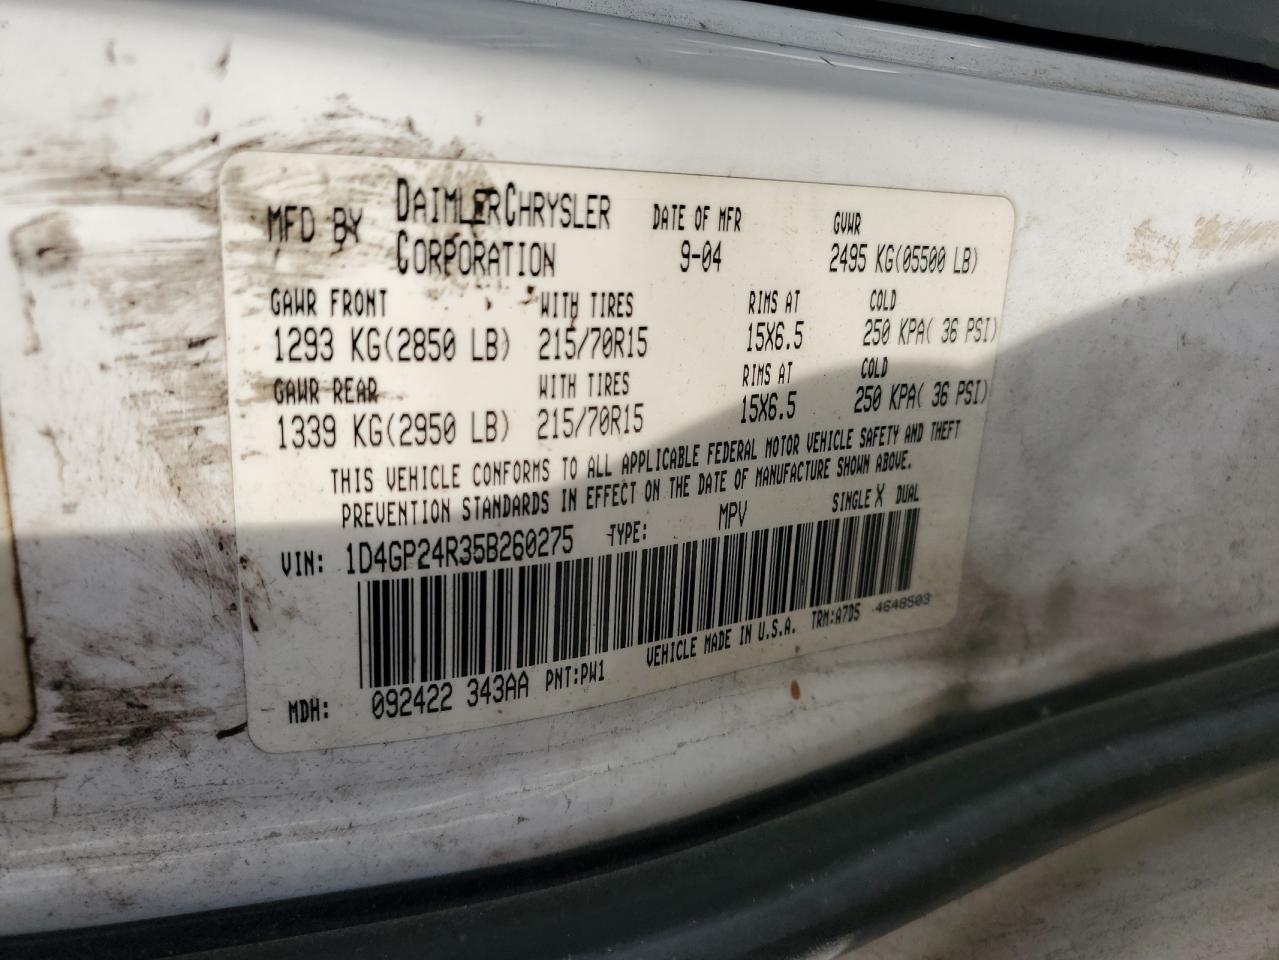 MFD BY DAIMLERCHRYSLER CORPORATION DATE OF MFR 9-04 GVWR 2495 KG(05500 LB)
GAWR FRONT WITH TIRES RIMS AT COLD
1293 KG(2850 LB) 215/70R15 15X6.5 250 KPA( 36 PSI)
GAWR REAR WITH TIRES RIMS AT COLD
1339 KG(2950 LB) 215/70R15 15X6.5 250 KPA( 36 PSI)
THIS VEHICLE CONFORMS TO ALL APPLICABLE FEDERAL MOTOR VEHICLE SAFETY AND THEFT
PREVENTION STANDARDS IN EFFECT ON THE DATE OF MANUFACTURE SHOWN ABOVE.
VIN: 1D4GP24R35B260275 TYPE: MPV SINGLE X DUAL
MDH: 092422 343AA PNT:PW1 VEHICLE MADE IN U.S.A. TRM:A7D5 4648503